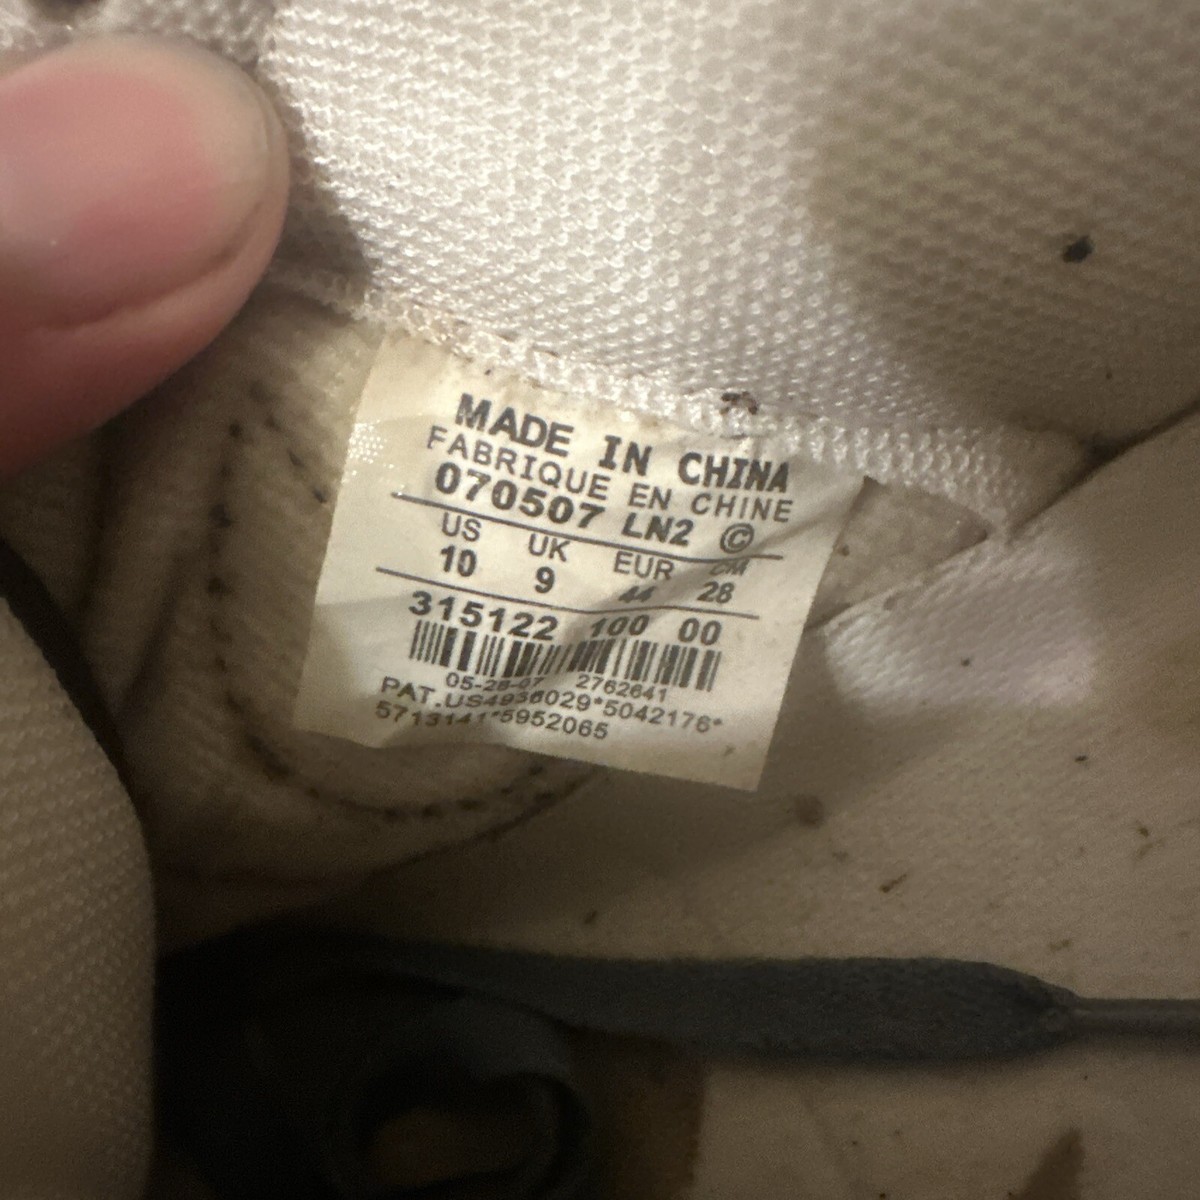 MADE IN CHINA
FABRIQUE EN CHINE
070507 LN2 ©
US UK EUR CM
10 9 44 28
315122 100 00
05-28-07 2762641
PAT.US4936029*5042176*
5713141*5952065